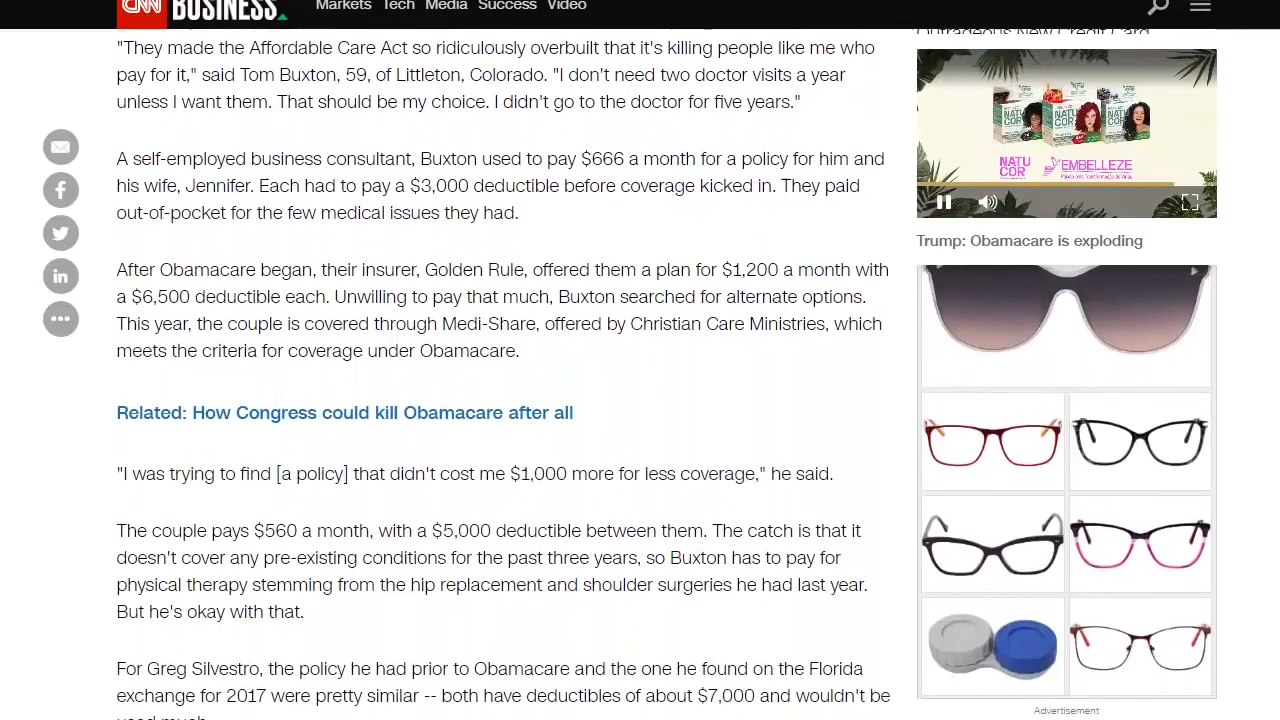 CNN BUSINESS Markets Tech Media Success Video
"They made the Affordable Care Act so ridiculously overbuilt that it's killing people like me who
pay for it," said Tom Buxton, 59, of Littleton, Colorado. "I don't need two doctor visits a year
unless I want them. That should be my choice. I didn't go to the doctor for five years."
A self-employed business consultant, Buxton used to pay $666 a month for a policy for him and
his wife, Jennifer. Each had to pay a $3,000 deductible before coverage kicked in. They paid
out-of-pocket for the few medical issues they had.
After Obamacare began, their insurer, Golden Rule, offered them a plan for $1,200 a month with
a $6,500 deductible each. Unwilling to pay that much, Buxton searched for alternate options.
This year, the couple is covered through Medi-Share, offered by Christian Care Ministries, which
meets the criteria for coverage under Obamacare.
Related: How Congress could kill Obamacare after all
"I was trying to find [a policy] that didn't cost me $1,000 more for less coverage," he said.
The couple pays $560 a month, with a $5,000 deductible between them. The catch is that it
doesn't cover any pre-existing conditions for the past three years, so Buxton has to pay for
physical therapy stemming from the hip replacement and shoulder surgeries he had last year.
But he's okay with that.
For Greg Silvestro, the policy he had prior to Obamacare and the one he found on the Florida
exchange for 2017 were pretty similar -- both have deductibles of about $7,000 and wouldn't be
used much.
Outrageous New Credit Card
NATU COR
NATU COR
NATU COR
NATU
COR
EMBELLEZE
Trump: Obamacare is exploding
Advertisement